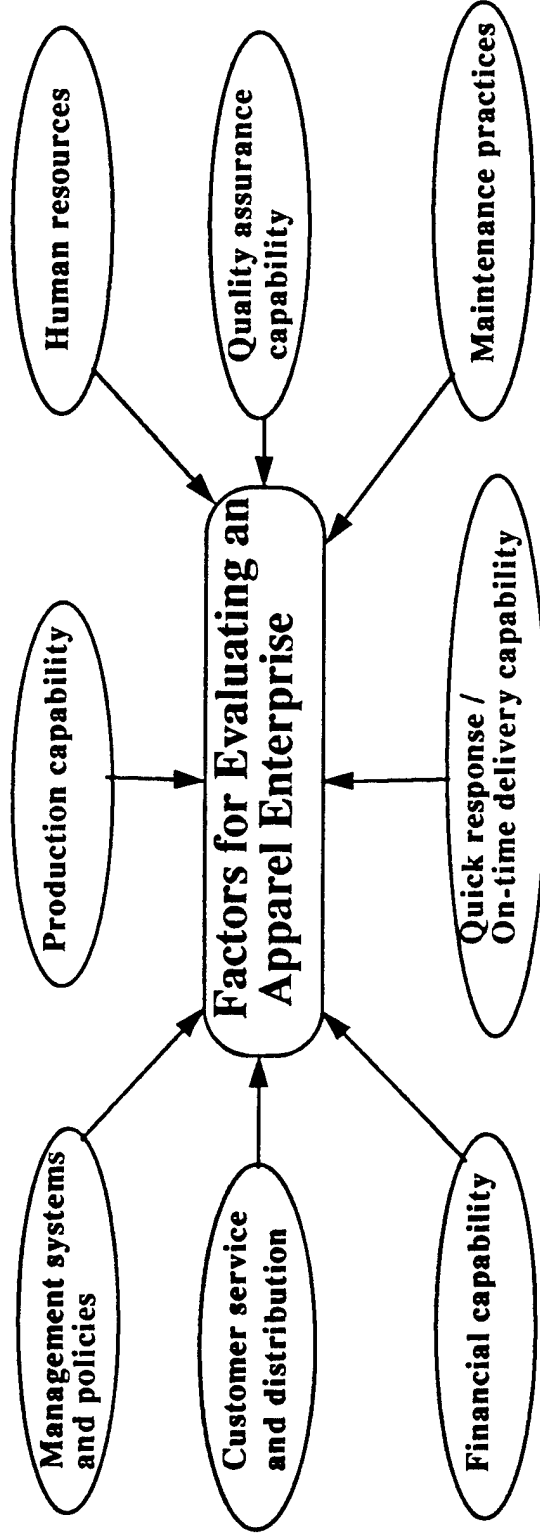 Management systems
and policies
Production capability
Human resources
Customer service
and distribution
Factors for Evaluating an
Apparel Enterprise
Quality assurance
capability
Financial capability
Quick response /
On-time delivery capability
Maintenance practices